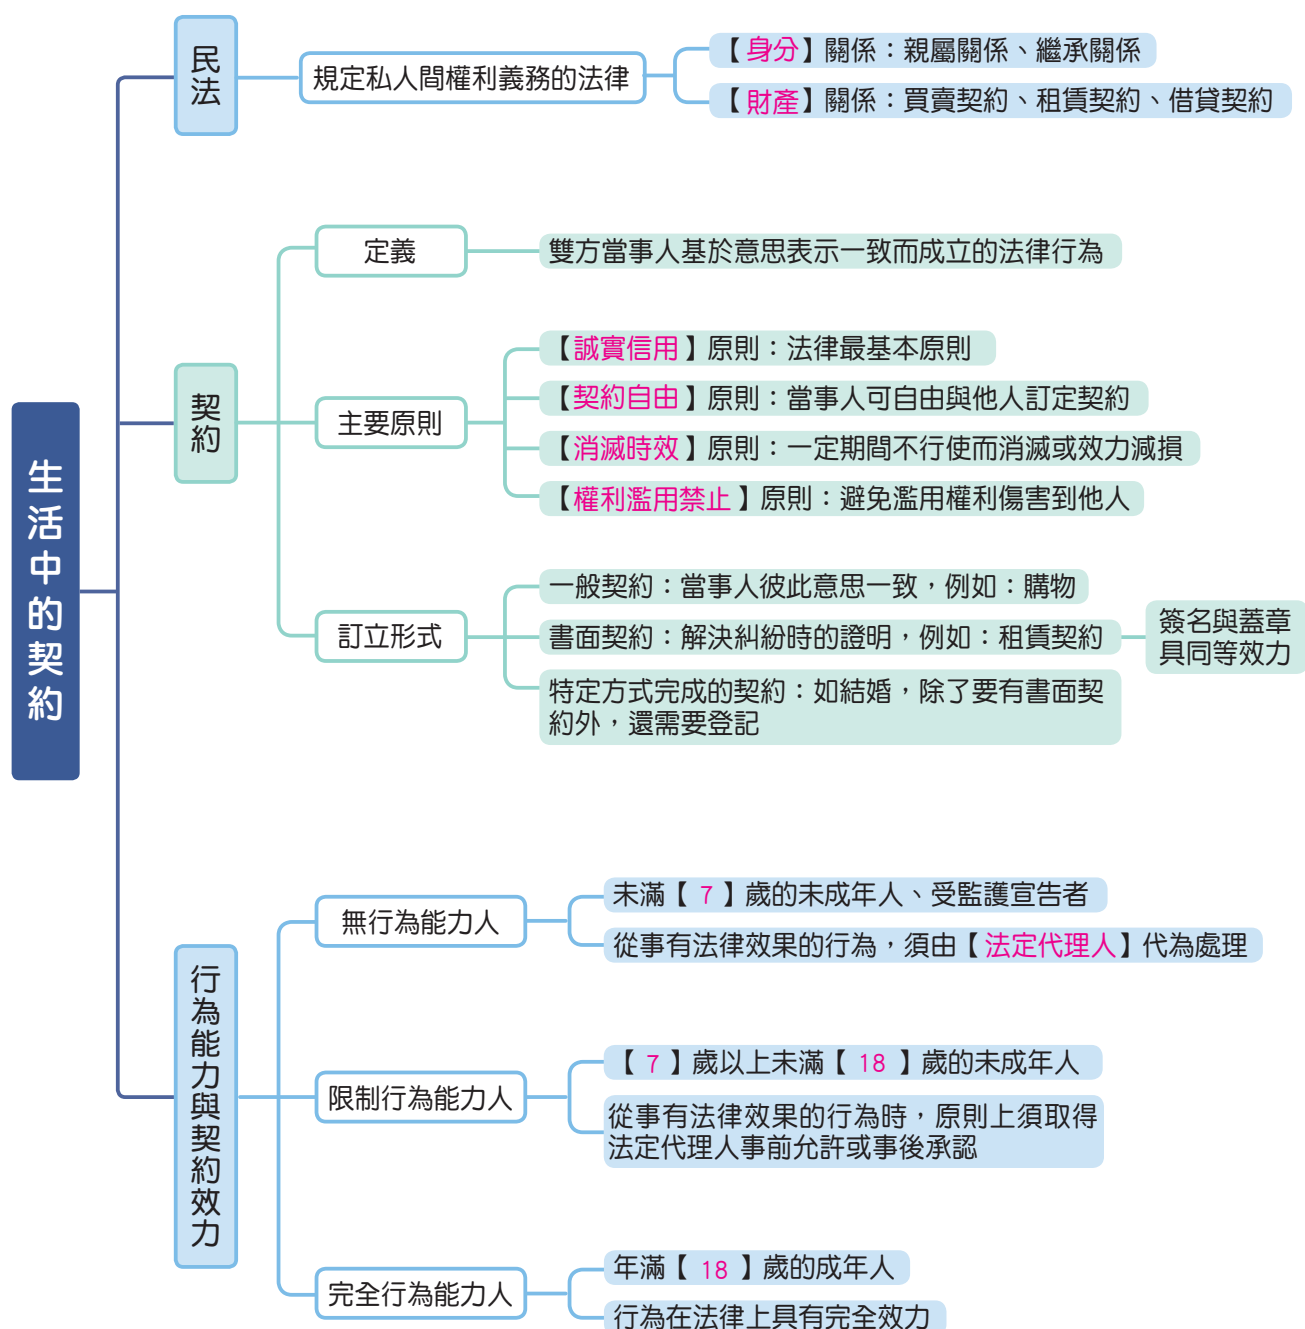 生活中的契約
民法
規定私人間權利義務的法律
【身分】關係：親屬關係、繼承關係
【財產】關係：買賣契約、租賃契約、借貸契約
契約
定義
雙方當事人基於意思表示一致而成立的法律行為
主要原則
【誠實信用】原則：法律最基本原則
【契約自由】原則：當事人可自由與他人訂定契約
【消滅時效】原則：一定期間不行使而消滅或效力減損
【權利濫用禁止】原則：避免濫用權利傷害到他人
訂立形式
一般契約：當事人彼此意思一致，例如：購物
書面契約：解決糾紛時的證明，例如：租賃契約
簽名與蓋章
具同等效力
特定方式完成的契約：如結婚，除了要有書面契
約外，還需要登記
行為能力與契約效力
無行為能力人
未滿【 7 】歲的未成年人、受監護宣告者
從事有法律效果的行為，須由【法定代理人】代為處理
限制行為能力人
【 7 】歲以上未滿【 18 】歲的未成年人
從事有法律效果的行為時，原則上須取得
法定代理人事前允許或事後承認
完全行為能力人
年滿【 18 】歲的成年人
行為在法律上具有完全效力